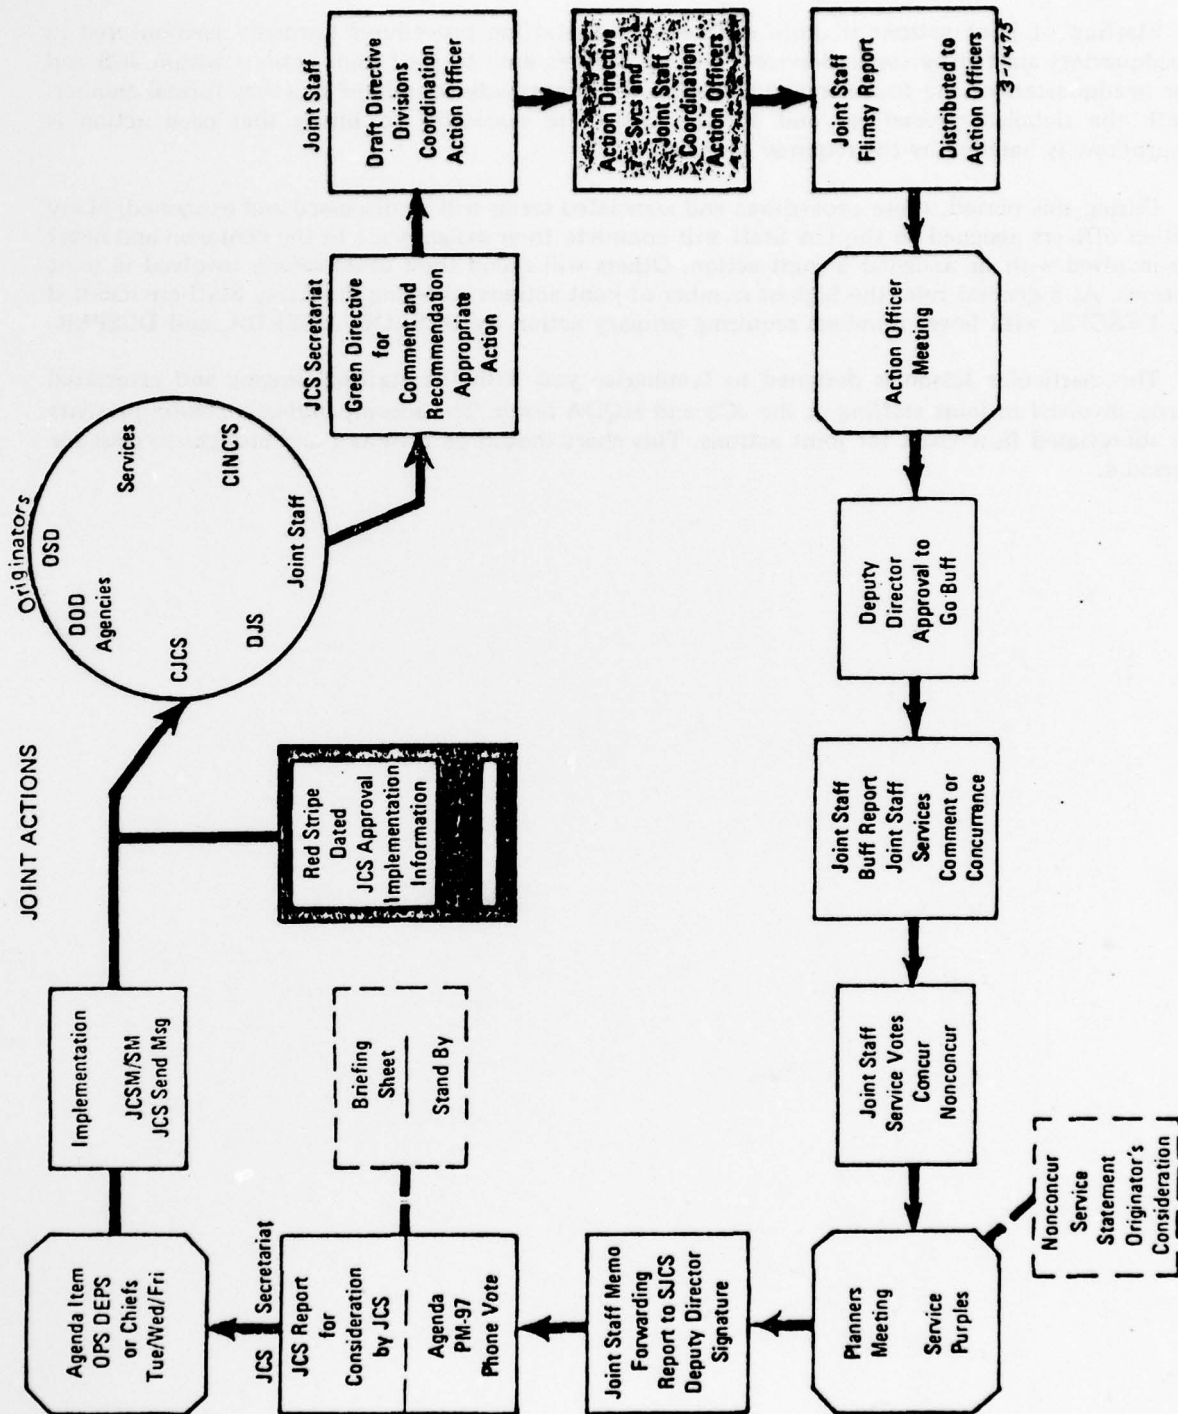 JOINT ACTIONS
Originators
OSD
DOD
Agencies
Services
CJCS
CINC'S
DJS
Joint Staff
JCS Secretariat
Green Directive
for
Comment and
Recommendation
Appropriate
Action
Joint Staff
Draft Directive
Divisions
Coordination
Action Officer
Action Directive
Svcs and
Joint Staff
Coordination
Action Officers
Joint Staff
Flimsy Report
Distributed to
Action Officers
Action Officer
Meeting
Deputy
Director
Approval to
Go Buff
Joint Staff
Buff Report
Joint Staff
Services
Comment or
Concurrence
Joint Staff
Service Votes
Concur
Nonconcur
Planners
Meeting
Service
Purples
Nonconcur
Service
Statement
Originator's
Consideration
Joint Staff Memo
Forwarding
Report to SJCS
Deputy Director
Signature
JCS Secretariat
JCS Report
for
Consideration
by JCS
Agenda
PM-97
Phone Vote
Briefing
Sheet
Stand By
Agenda Item
OPS DEPS
or Chiefs
Tue/Wed/Fri
Implementation
JCSM/SM
JCS Send Msg
Red Stripe
Dated
JCS Approval
Implementation
Information